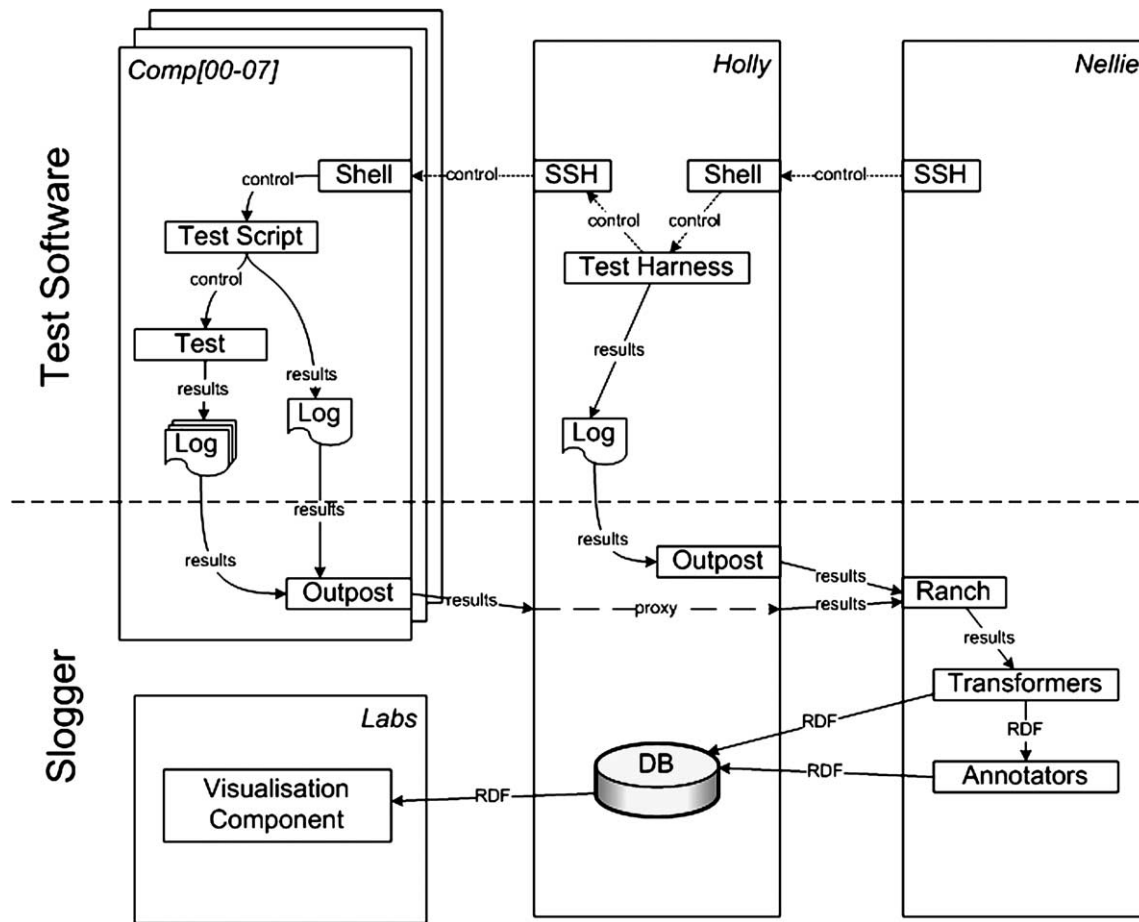 Comp[00-07]
Holly
Nellie
Test Software
Shell
control
SSH
Shell
control
SSH
control
control
control
Test Script
Test Harness
control
Test
results
results
results
Log
Log
Log
results
results
results
Outpost
results
Outpost
results
proxy
results
Ranch
results
Slogger
Transformers
Labs
RDF
RDF
DB
Visualisation
Component
RDF
RDF
Annotators